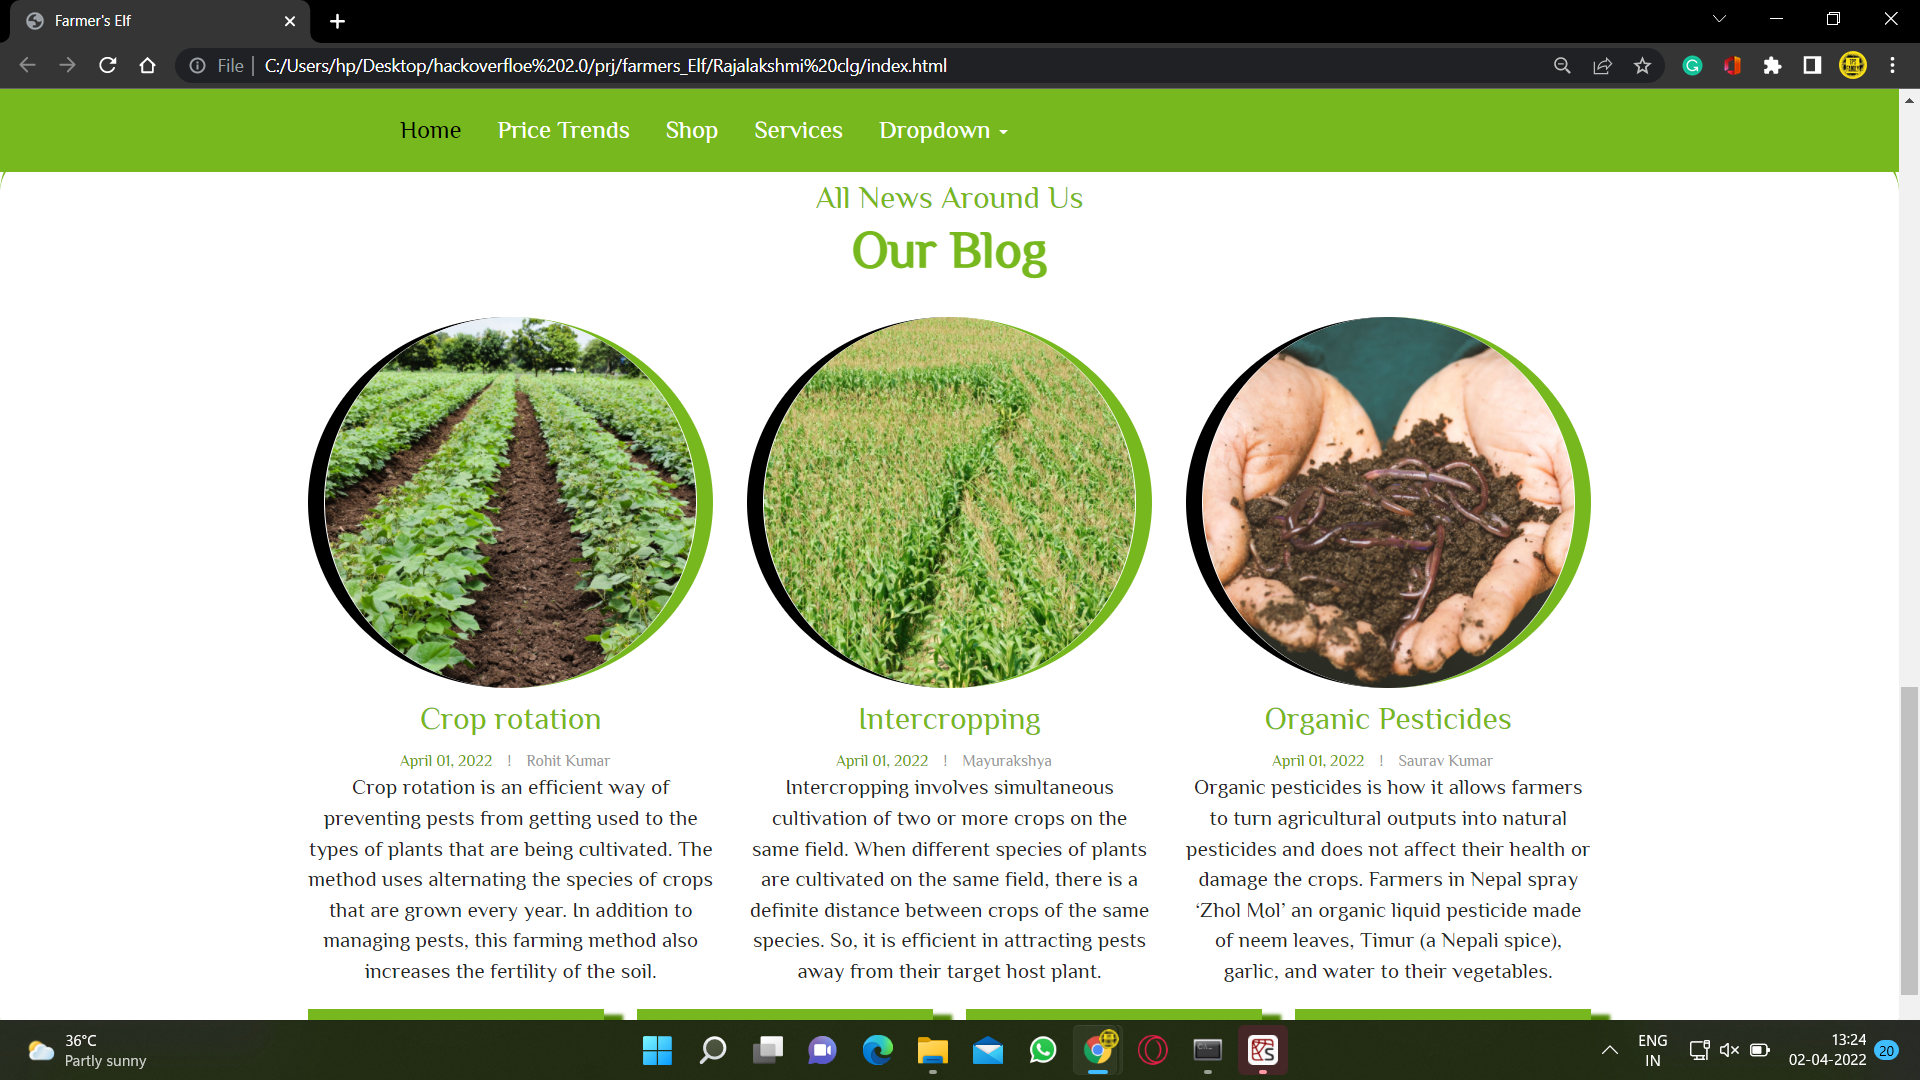 Farmer's Elf
File
C:/Users/hp/Desktop/hackoverfloe%202.0/prj/farmers_Elf/Rajalakshmi%20clg/index.html
Home Price Trends Shop Services Dropdown
All News Around Us
Our Blog
Crop rotation
April 01, 2022 ! Rohit Kumar
Crop rotation is an efficient way of
preventing pests from getting used to the
types of plants that are being cultivated. The
method uses alternating the species of crops
that are grown every year. In addition to
managing pests, this farming method also
increases the fertility of the soil.
Intercropping
April 01, 2022 ! Mayurakshya
Intercropping involves simultaneous
cultivation of two or more crops on the
same field. When different species of plants
are cultivated on the same field, there is a
definite distance between crops of the same
species. So, it is efficient in attracting pests
away from their target host plant.
Organic Pesticides
April 01, 2022 ! Saurav Kumar
Organic pesticides is how it allows farmers
to turn agricultural outputs into natural
pesticides and does not affect their health or
damage the crops. Farmers in Nepal spray
‘Zhol Mol’ an organic liquid pesticide made
of neem leaves, Timur (a Nepali spice),
garlic, and water to their vegetables.
36°C
Partly sunny
ENG
IN
13:24
02-04-2022
20